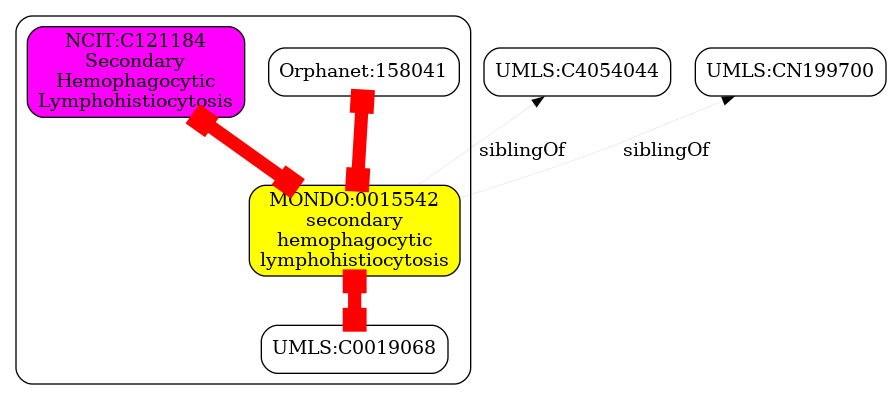 NCIT:C121184
Secondary
Hemophagocytic
Lymphohistiocytosis
Orphanet:158041
UMLS:C4054044
UMLS:CN199700
siblingOf
siblingOf
MONDO:0015542
secondary
hemophagocytic
lymphohistiocytosis
UMLS:C0019068